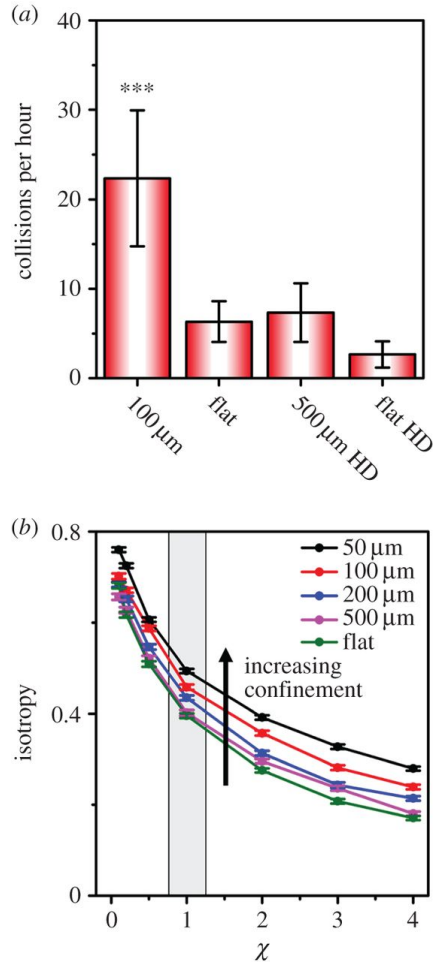 (a)
40
***
30
collisions per hour
20
10
0
100 µm
flat
500 µm HD
flat HD
(b)
0.8
50 µm
100 µm
200 µm
500 µm
flat
increasing
confinement
isotropy
0.4
0
0 1 2 3 4
χ